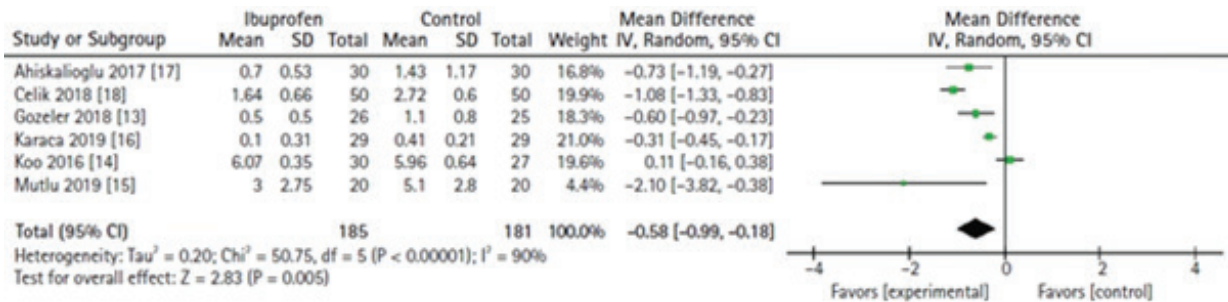 Ibuprofen Control Mean Difference Mean Difference
Study or Subgroup Mean SD Total Mean SD Total Weight IV, Random, 95% CI IV, Random, 95% CI
Ahiskalioglu 2017 [17] 0.7 0.53 30 1.43 1.17 30 16.8% −0.73 [−1.19, −0.27]
Celik 2018 [18] 1.64 0.66 50 2.72 0.6 50 19.9% −1.08 [−1.33, −0.83]
Gozeler 2018 [13] 0.5 0.5 26 1.1 0.8 25 18.3% −0.60 [−0.97, −0.23]
Karaca 2019 [16] 0.1 0.31 29 0.41 0.21 29 21.0% −0.31 [−0.45, −0.17]
Koo 2016 [14] 6.07 0.35 30 5.96 0.64 27 19.6% 0.11 [−0.16, 0.38]
Mutlu 2019 [15] 3 2.75 20 5.1 2.8 20 4.4% −2.10 [−3.82, −0.38]
Total (95% CI) 185 181 100.0% −0.58 [−0.99, −0.18]
Heterogeneity: Tau² = 0.20; Chi² = 50.75, df = 5 (P < 0.00001); I² = 90%
Test for overall effect: Z = 2.83 (P = 0.005)
−4 −2 0 2 4
Favors [experimental] Favors [control]